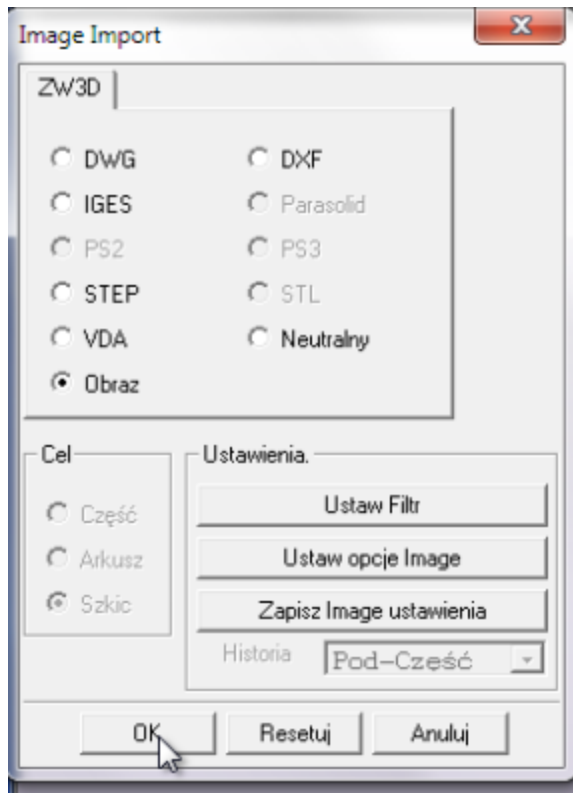 Image Import
ZW3D
DWG DXF
IGES Parasolid
PS2 PS3
STEP STL
VDA Neutralny
Obraz
Cel Ustawienia.
Część Ustaw Filtr
Arkusz Ustaw opcje Image
Szkic Zapisz Image ustawienia
Historia Pod-Część
OK Resetuj Anuluj